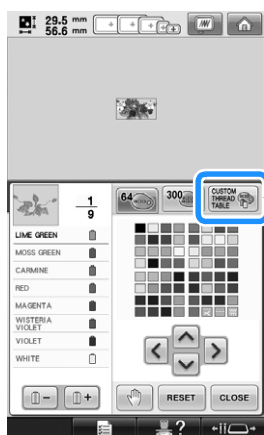 29.5 mm
56.6 mm
1
9
64
300
CUSTOM
THREAD
TABLE
LIME GREEN
MOSS GREEN
CARMINE
RED
MAGENTA
WISTERIA
VIOLET
VIOLET
WHITE
- +
RESET
CLOSE
?